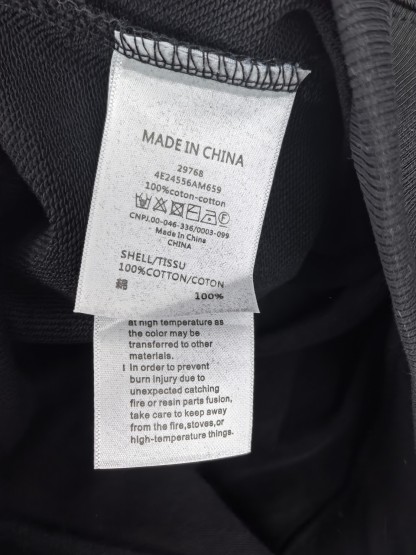 MADE IN CHINA
29768
4E24556AM659
100%coton-cotton
CNPJ.00-046-336/0003-099
Made In China
CHINA
SHELL/TISSU
100%COTTON/COTON
綿
100%
at high temperature as
the color may be
transferred to other
materials.
! In order to prevent
burn injury due to
unexpected catching
fire or resin parts fusion,
take care to keep away
from the fire,stoves,or
high-temperature things.